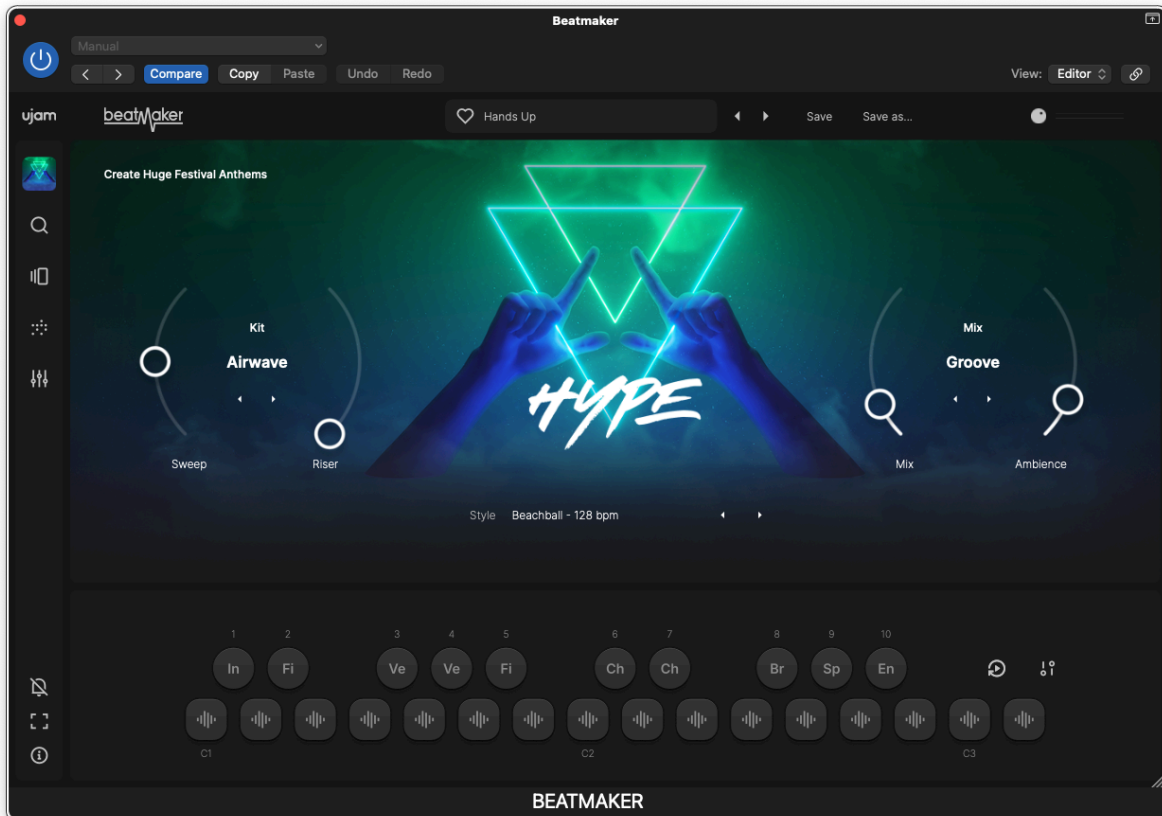 Beatmaker
Manual
Compare Copy Paste Undo Redo View: Editor
ujam beatMaker Hands Up Save Save as...
Create Huge Festival Anthems
Kit Mix
Airwave Groove
HYPE
Sweep Riser Mix Ambience
Style Beachball - 128 bpm
1 2 3 4 5 6 7 8 9 10
In Fi Ve Ve Fi Ch Ch Br Sp En
C1 C2 C3
BEATMAKER